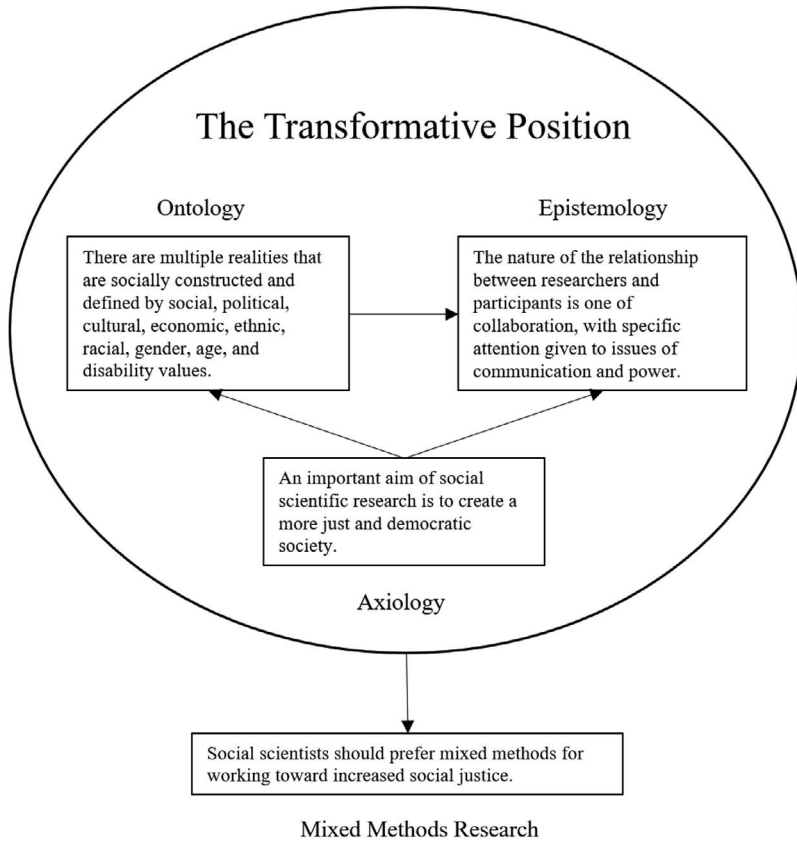 The Transformative Position
Ontology
There are multiple realities that
are socially constructed and
defined by social, political,
cultural, economic, ethnic,
racial, gender, age, and
disability values.
Epistemology
The nature of the relationship
between researchers and
participants is one of
collaboration, with specific
attention given to issues of
communication and power.
An important aim of social
scientific research is to create a
more just and democratic
society.
Axiology
Social scientists should prefer mixed methods for
working toward increased social justice.
Mixed Methods Research